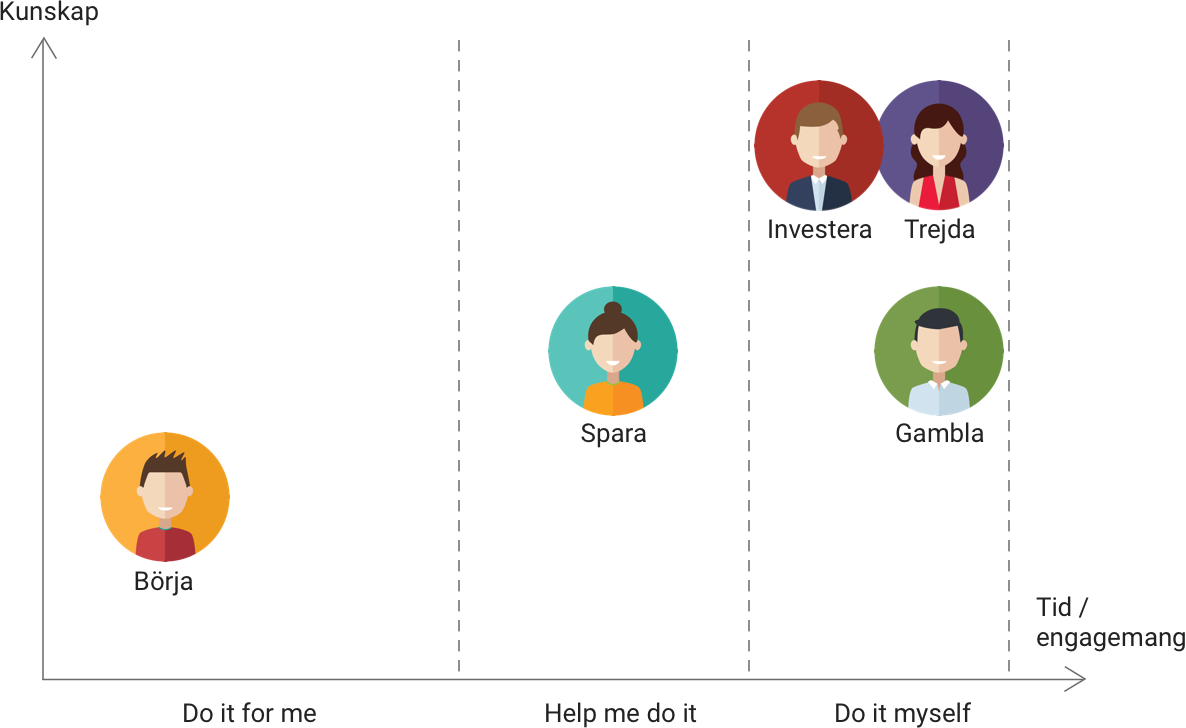 Kunskap
Investera
Trejda
Spara
Gambla
Börja
Tid /
engagemang
Do it for me
Help me do it
Do it myself